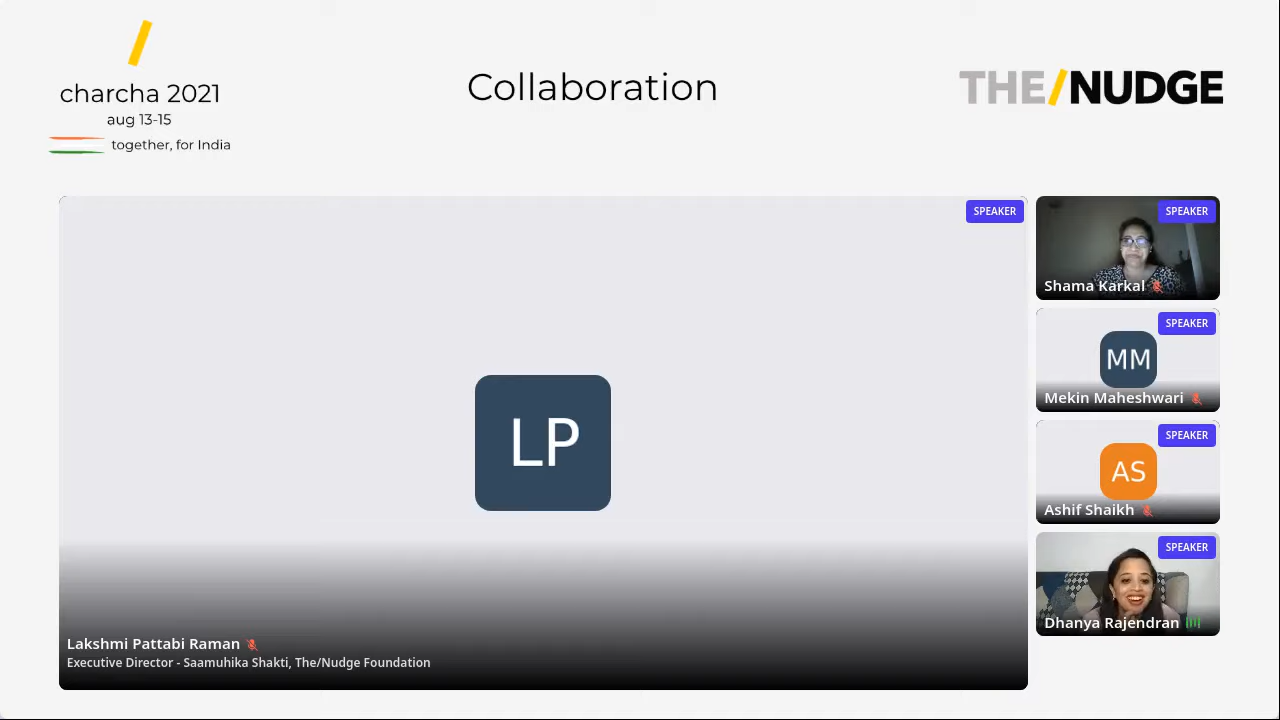 charcha 2021
aug 13-15
together, for India
Collaboration
THE/NUDGE
SPEAKER
LP
Lakshmi Pattabi Raman
Executive Director - Saamuhika Shakti, The/Nudge Foundation
SPEAKER
Shama Karkal
SPEAKER
MM
Mekin Maheshwari
SPEAKER
AS
Ashif Shaikh
SPEAKER
Dhanya Rajendran